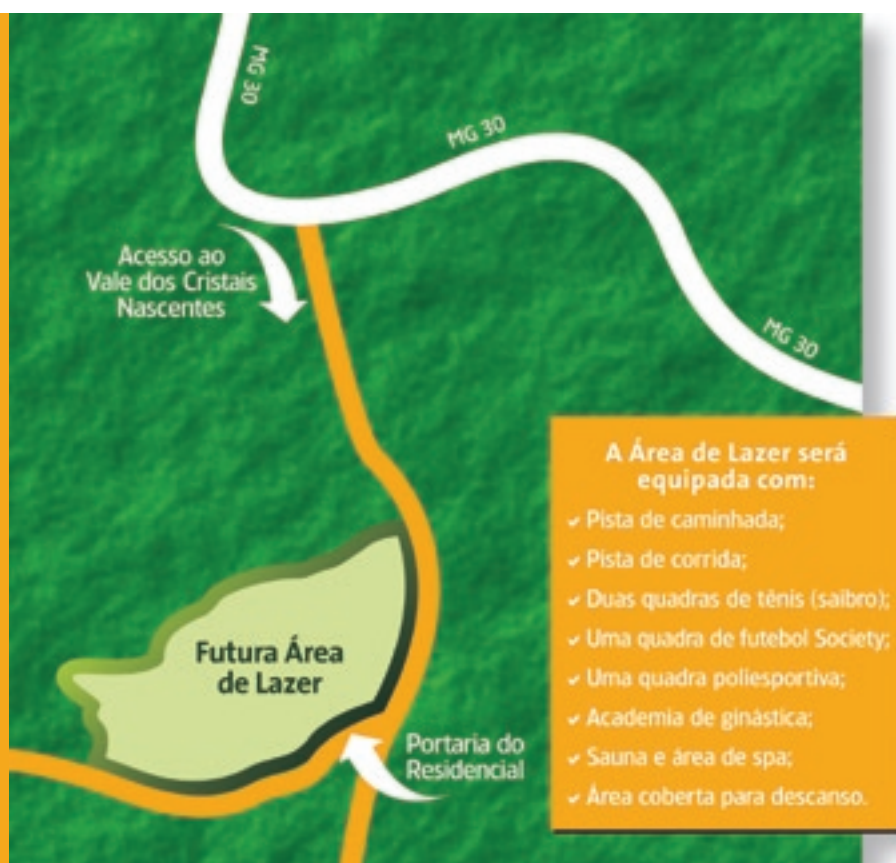 MG 30
MG 30
MG 30
Acesso ao
Vale dos Cristais
Nascentes
Futura Área
de Lazer
Portaria do
Residencial
A Área de Lazer será
equipada com:
✓ Pista de caminhada;
✓ Pista de corrida;
✓ Duas quadras de tênis (saibro);
✓ Uma quadra de futebol Society;
✓ Uma quadra poliesportiva;
✓ Academia de ginástica;
✓ Sauna e área de spa;
✓ Área coberta para descanso.